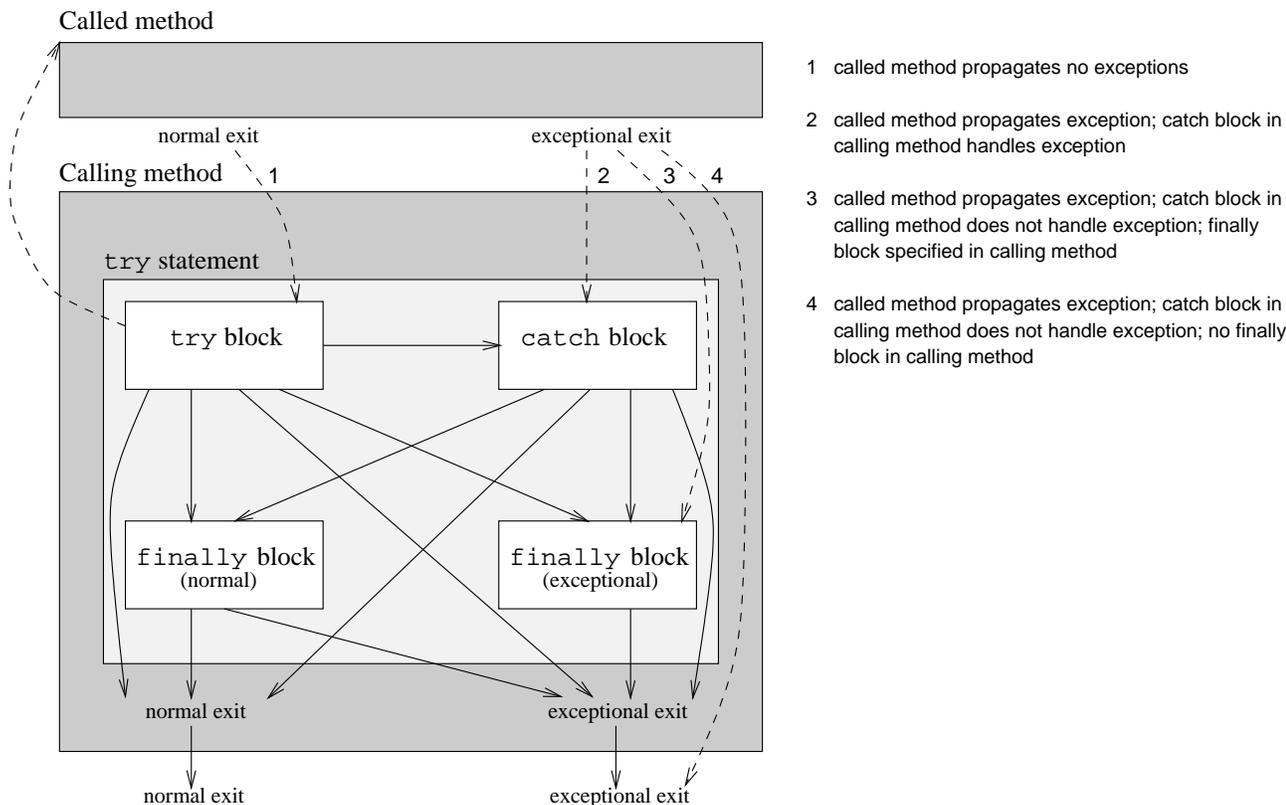 Called method
normal exit
exceptional exit
Calling method
1
2
3
4
try statement
try block
catch block
finally block
(normal)
finally block
(exceptional)
normal exit
exceptional exit
normal exit
exceptional exit
1 called method propagates no exceptions
2 called method propagates exception; catch block in
calling method handles exception
3 called method propagates exception; catch block in
calling method does not handle exception; finally
block specified in calling method
4 called method propagates exception; catch block in
calling method does not handle exception; no finally
block in calling method